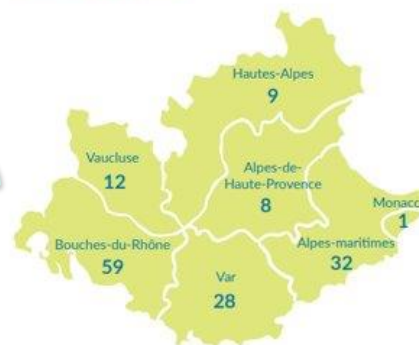 Hautes-Alpes
9
Vaucluse
12
Alpes-de-
Haute-Provence
8
Monaco
1
Bouches-du-Rhône
59
Alpes-maritimes
32
Var
28